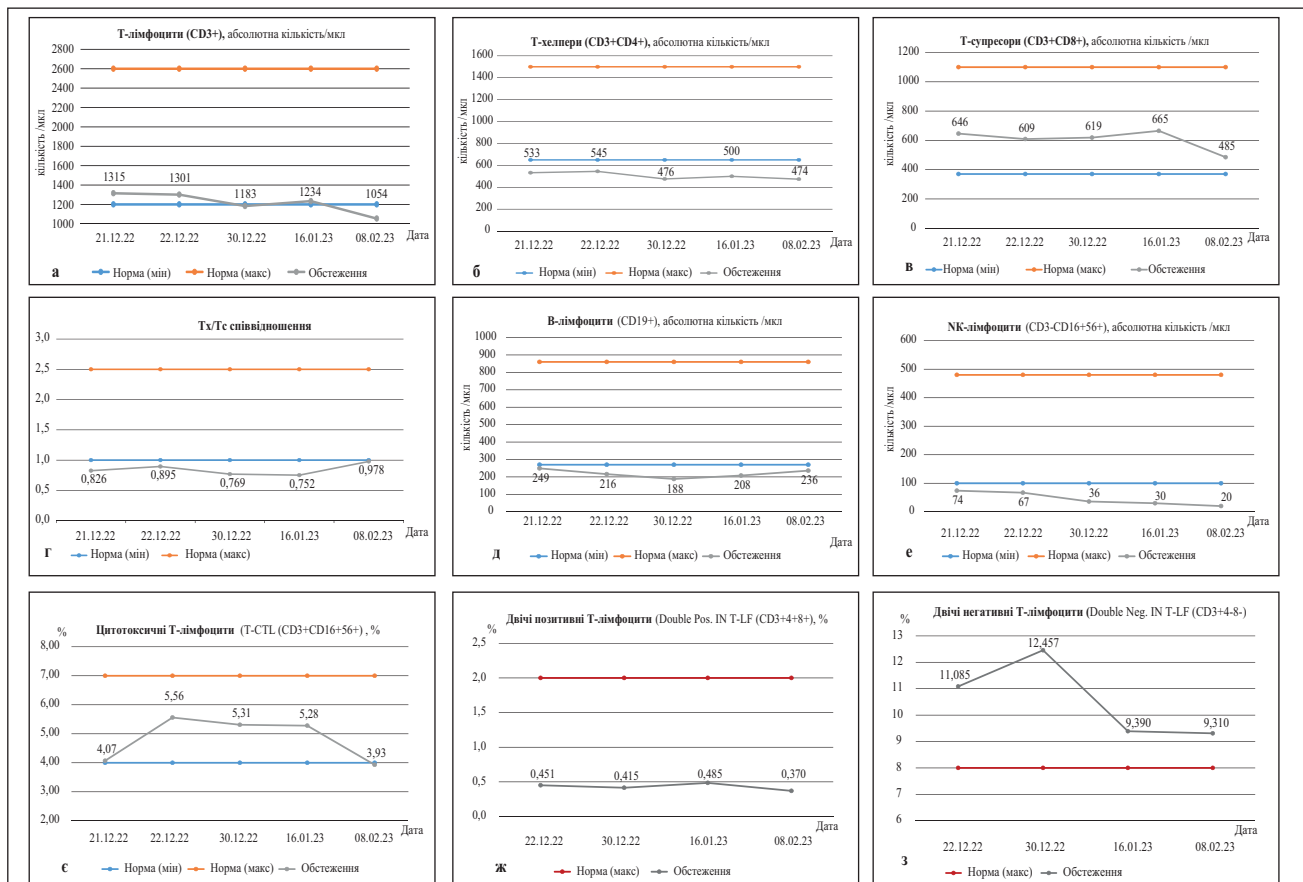 Т-лімфоцити (CD3+), абсолютна кількість/мкл
кількість /мкл
2800
2600
2400
2200
2000
1800
1600
1400
1200
1000
1315
1301
1183
1234
1054
21.12.22
22.12.22
30.12.22
16.01.23
08.02.23
Дата
а
Норма (мін)
Норма (макс)
Обстеження
Т-хелпери (CD3+CD4+), абсолютна кількість/мкл
кількість /мкл
1600
1400
1200
1000
800
600
400
200
0
533
545
476
500
474
21.12.22
22.12.22
30.12.22
16.01.23
08.02.23
Дата
б
Норма (мін)
Норма (макс)
Обстеження
Т-супресори (CD3+CD8+), абсолютна кількість /мкл
кількість /мкл
1200
1000
800
600
400
200
0
646
609
619
665
485
21.12.22
22.12.22
30.12.22
16.01.23
08.02.23
Дата
в
Норма (мін)
Норма (макс)
Обстеження
Тх/Тс співвідношення
3,0
2,5
2,0
1,5
1,0
0,5
0,0
0,826
0,895
0,769
0,752
0,978
21.12.22
22.12.22
30.12.22
16.01.23
08.02.23
Дата
г
Норма (мін)
Норма (макс)
В-лімфоцити (CD19+), абсолютна кількість /мкл
кількість /мкл
1000
900
800
700
600
500
400
300
200
100
0
249
216
188
208
236
21.12.22
22.12.22
30.12.22
16.01.23
08.02.23
Дата
д
Норма (мін)
Норма (макс)
Обстеження
NK-лімфоцити (CD3-CD16+56+), абсолютна кількість /мкл
кількість /мкл
600
500
400
300
200
100
0
74
67
36
30
20
21.12.22
22.12.22
30.12.22
16.01.23
08.02.23
Дата
е
Норма (мін)
Норма (макс)
Обстеження
Цитотоксичні Т-лімфоцити (T-CTL (CD3+CD16+56+) , %
%
8,00
7,00
6,00
5,00
4,00
3,00
2,00
4,07
5,56
5,31
5,28
3,93
21.12.22
22.12.22
30.12.22
16.01.23
08.02.23
Дата
є
Норма (мін)
Норма (макс)
Обстеження
Двічі позитивні Т-лімфоцити (Double Pos. IN T-LF (CD3+4+8+), %
%
2,5
2,0
1,5
1,0
0,5
0,0
0,451
0,415
0,485
0,370
22.12.22
30.12.22
16.01.23
08.02.23
Дата
ж
Норма (макс)
Обстеження
Двічі негативні Т-лімфоцити (Double Neg. IN T-LF (CD3+4-8-)
%
13
12
11
10
9
8
7
6
11,085
12,457
9,390
9,310
22.12.22
30.12.22
16.01.23
08.02.23
Дата
з
Норма (макс)
Обстеження